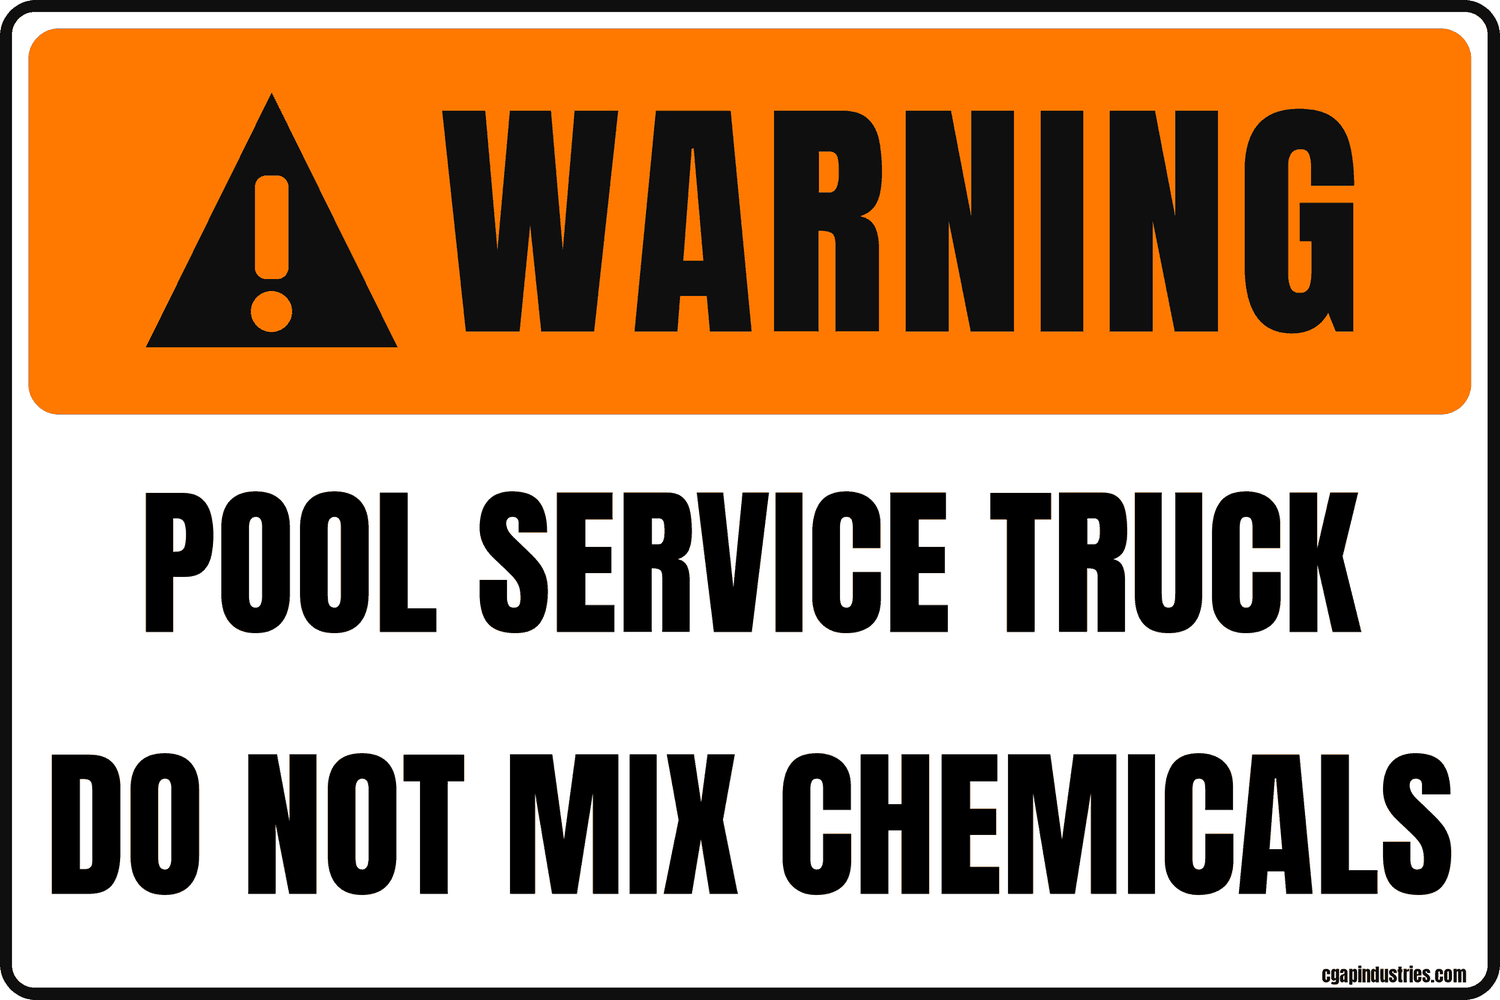 WARNING
POOL SERVICE TRUCK
DO NOT MIX CHEMICALS
cgapindustries.com